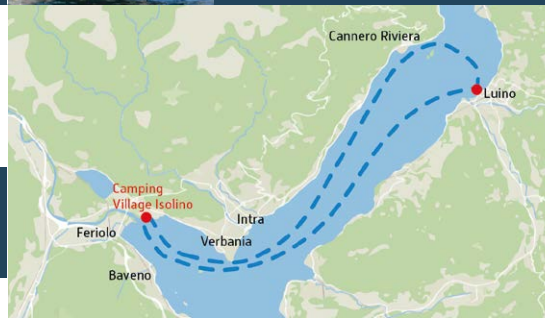 Cannero Riviera
Luino
Camping
Village Isolino
Intra
Feriolo
Verbania
Baveno